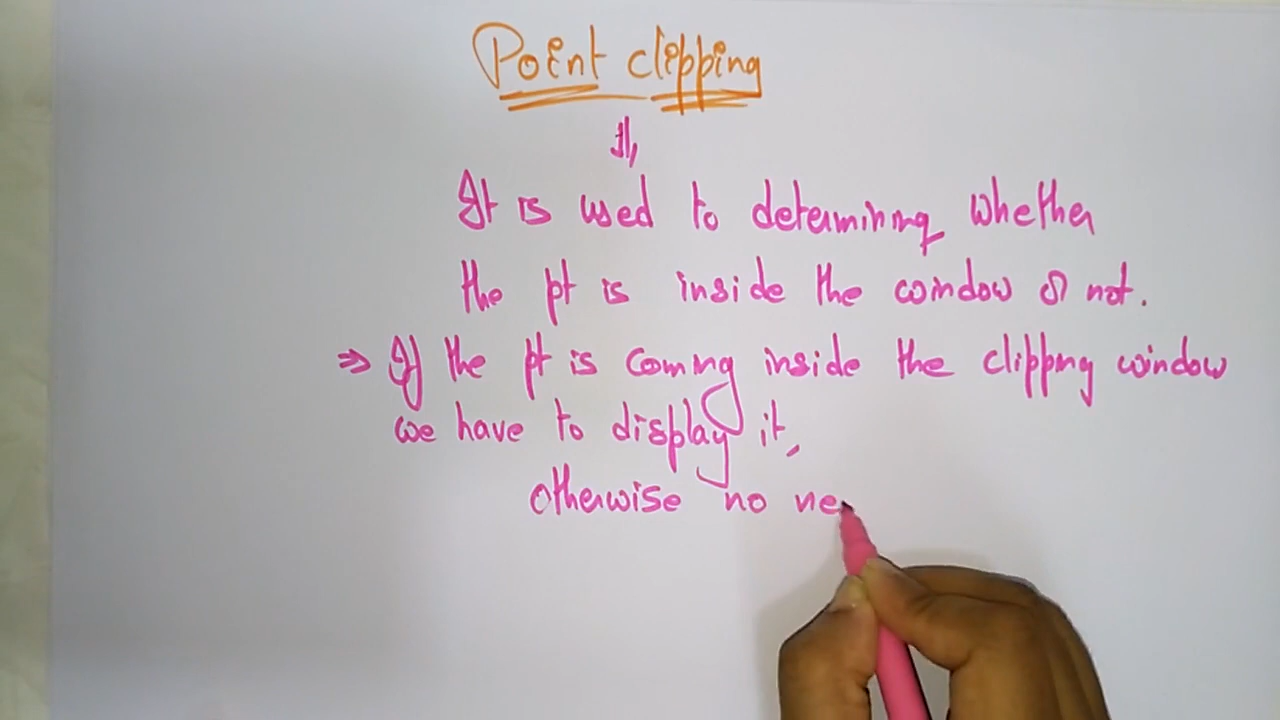 Point clipping
It is used to determining whether
the pt is inside the window or not.
⇒ If the pt is coming inside the clipping window
we have to display it,
otherwise no nee